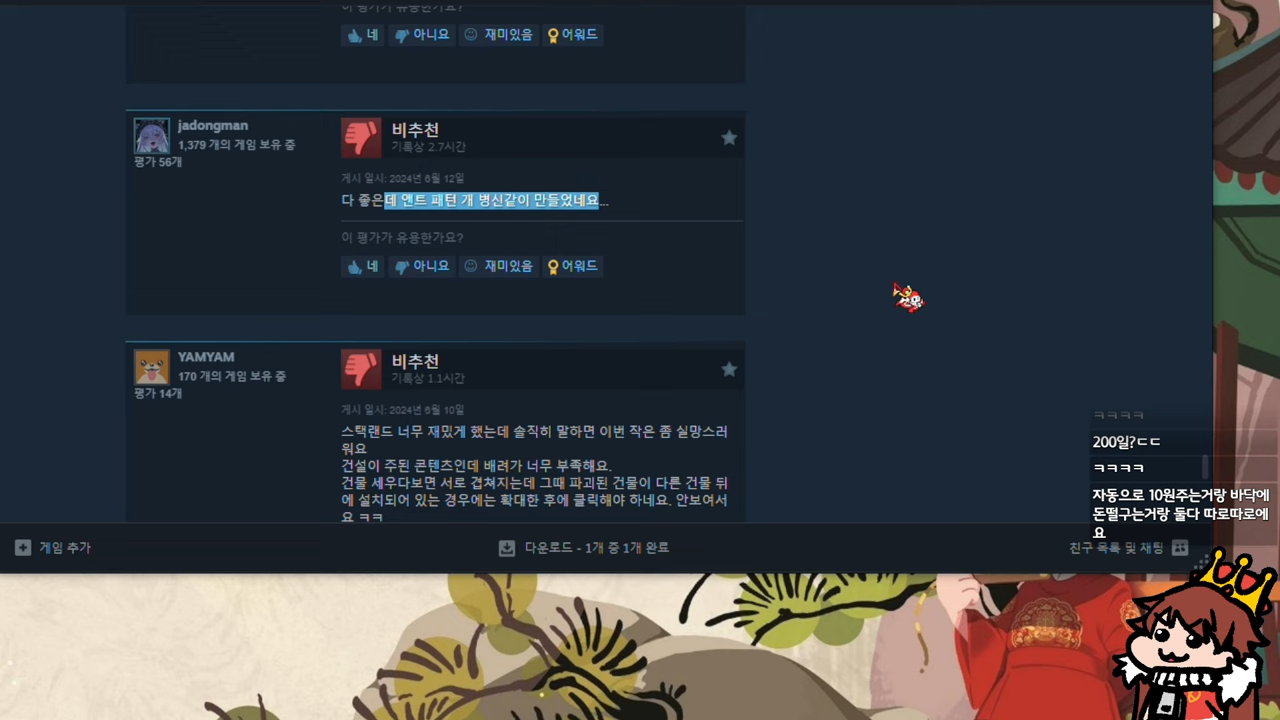 이 평가가 유용한가요?
네
아니요
재미있음
어워드
jadongman
1,379 개의 게임 보유 중
평가 56개
비추천
기록상 2.7시간
게시 일시: 2024년 6월 12일
다 좋은데 앤트 패턴 개 병신같이 만들었네요...
이 평가가 유용한가요?
네
아니요
재미있음
어워드
YAMYAM
170 개의 게임 보유 중
평가 14개
비추천
기록상 1.1시간
게시 일시: 2024년 6월 10일
스택랜드 너무 재밌게 했는데 솔직히 말하면 이번 작은 좀 실망스러
워요
건설이 주된 콘텐츠인데 배려가 너무 부족해요.
건물 세우다보면 서로 겹쳐지는데 그때 파괴된 건물이 다른 건물 뒤
에 설치되어 있는 경우에는 확대한 후에 클릭해야 하네요. 안보여서
요 ㅋㅋ
ㅋㅋㅋㅋ
200일?ㄷㄷ
ㅋㅋㅋㅋ
자동으로 10원주는거랑 바닥에
돈떨구는거랑 둘다 따로따로에
요
게임 추가
다운로드 - 1개 중 1개 완료
친구 목록 및 채팅